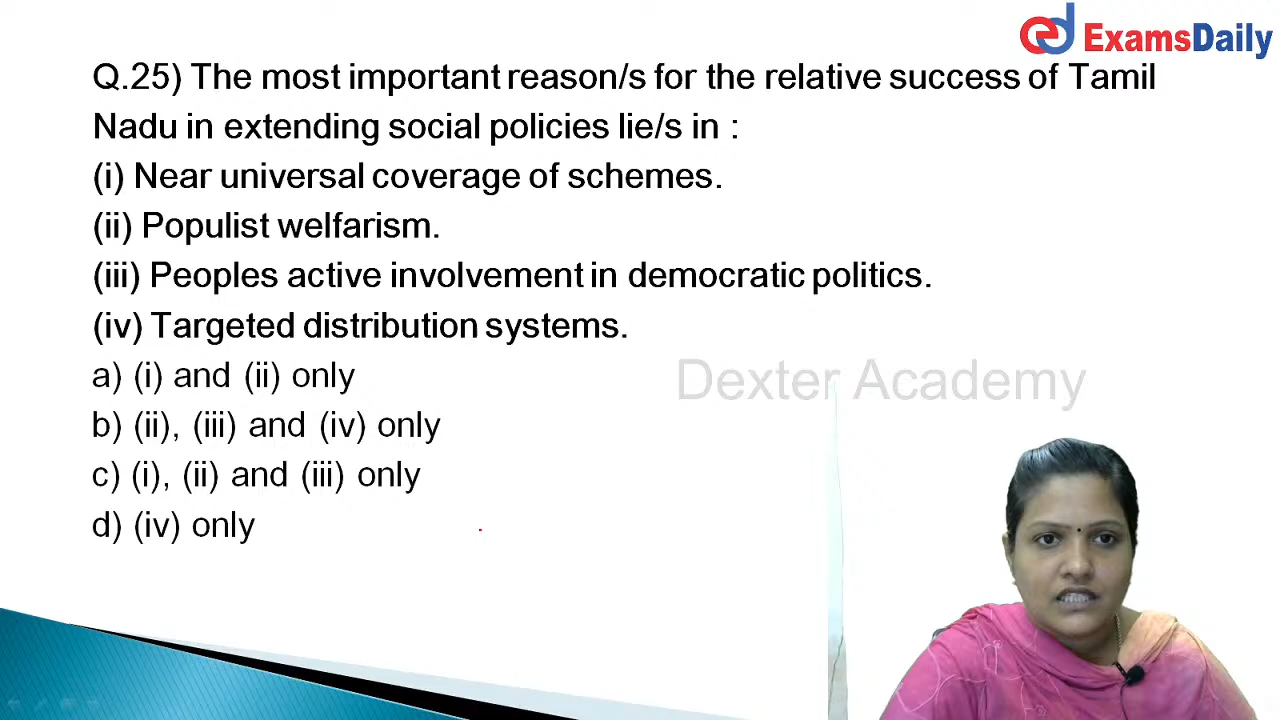 ExamsDaily
Q.25) The most important reason/s for the relative success of Tamil
Nadu in extending social policies lie/s in :
(i) Near universal coverage of schemes.
(ii) Populist welfarism.
(iii) Peoples active involvement in democratic politics.
(iv) Targeted distribution systems.
a) (i) and (ii) only
b) (ii), (iii) and (iv) only
c) (i), (ii) and (iii) only
d) (iv) only
Dexter Academy